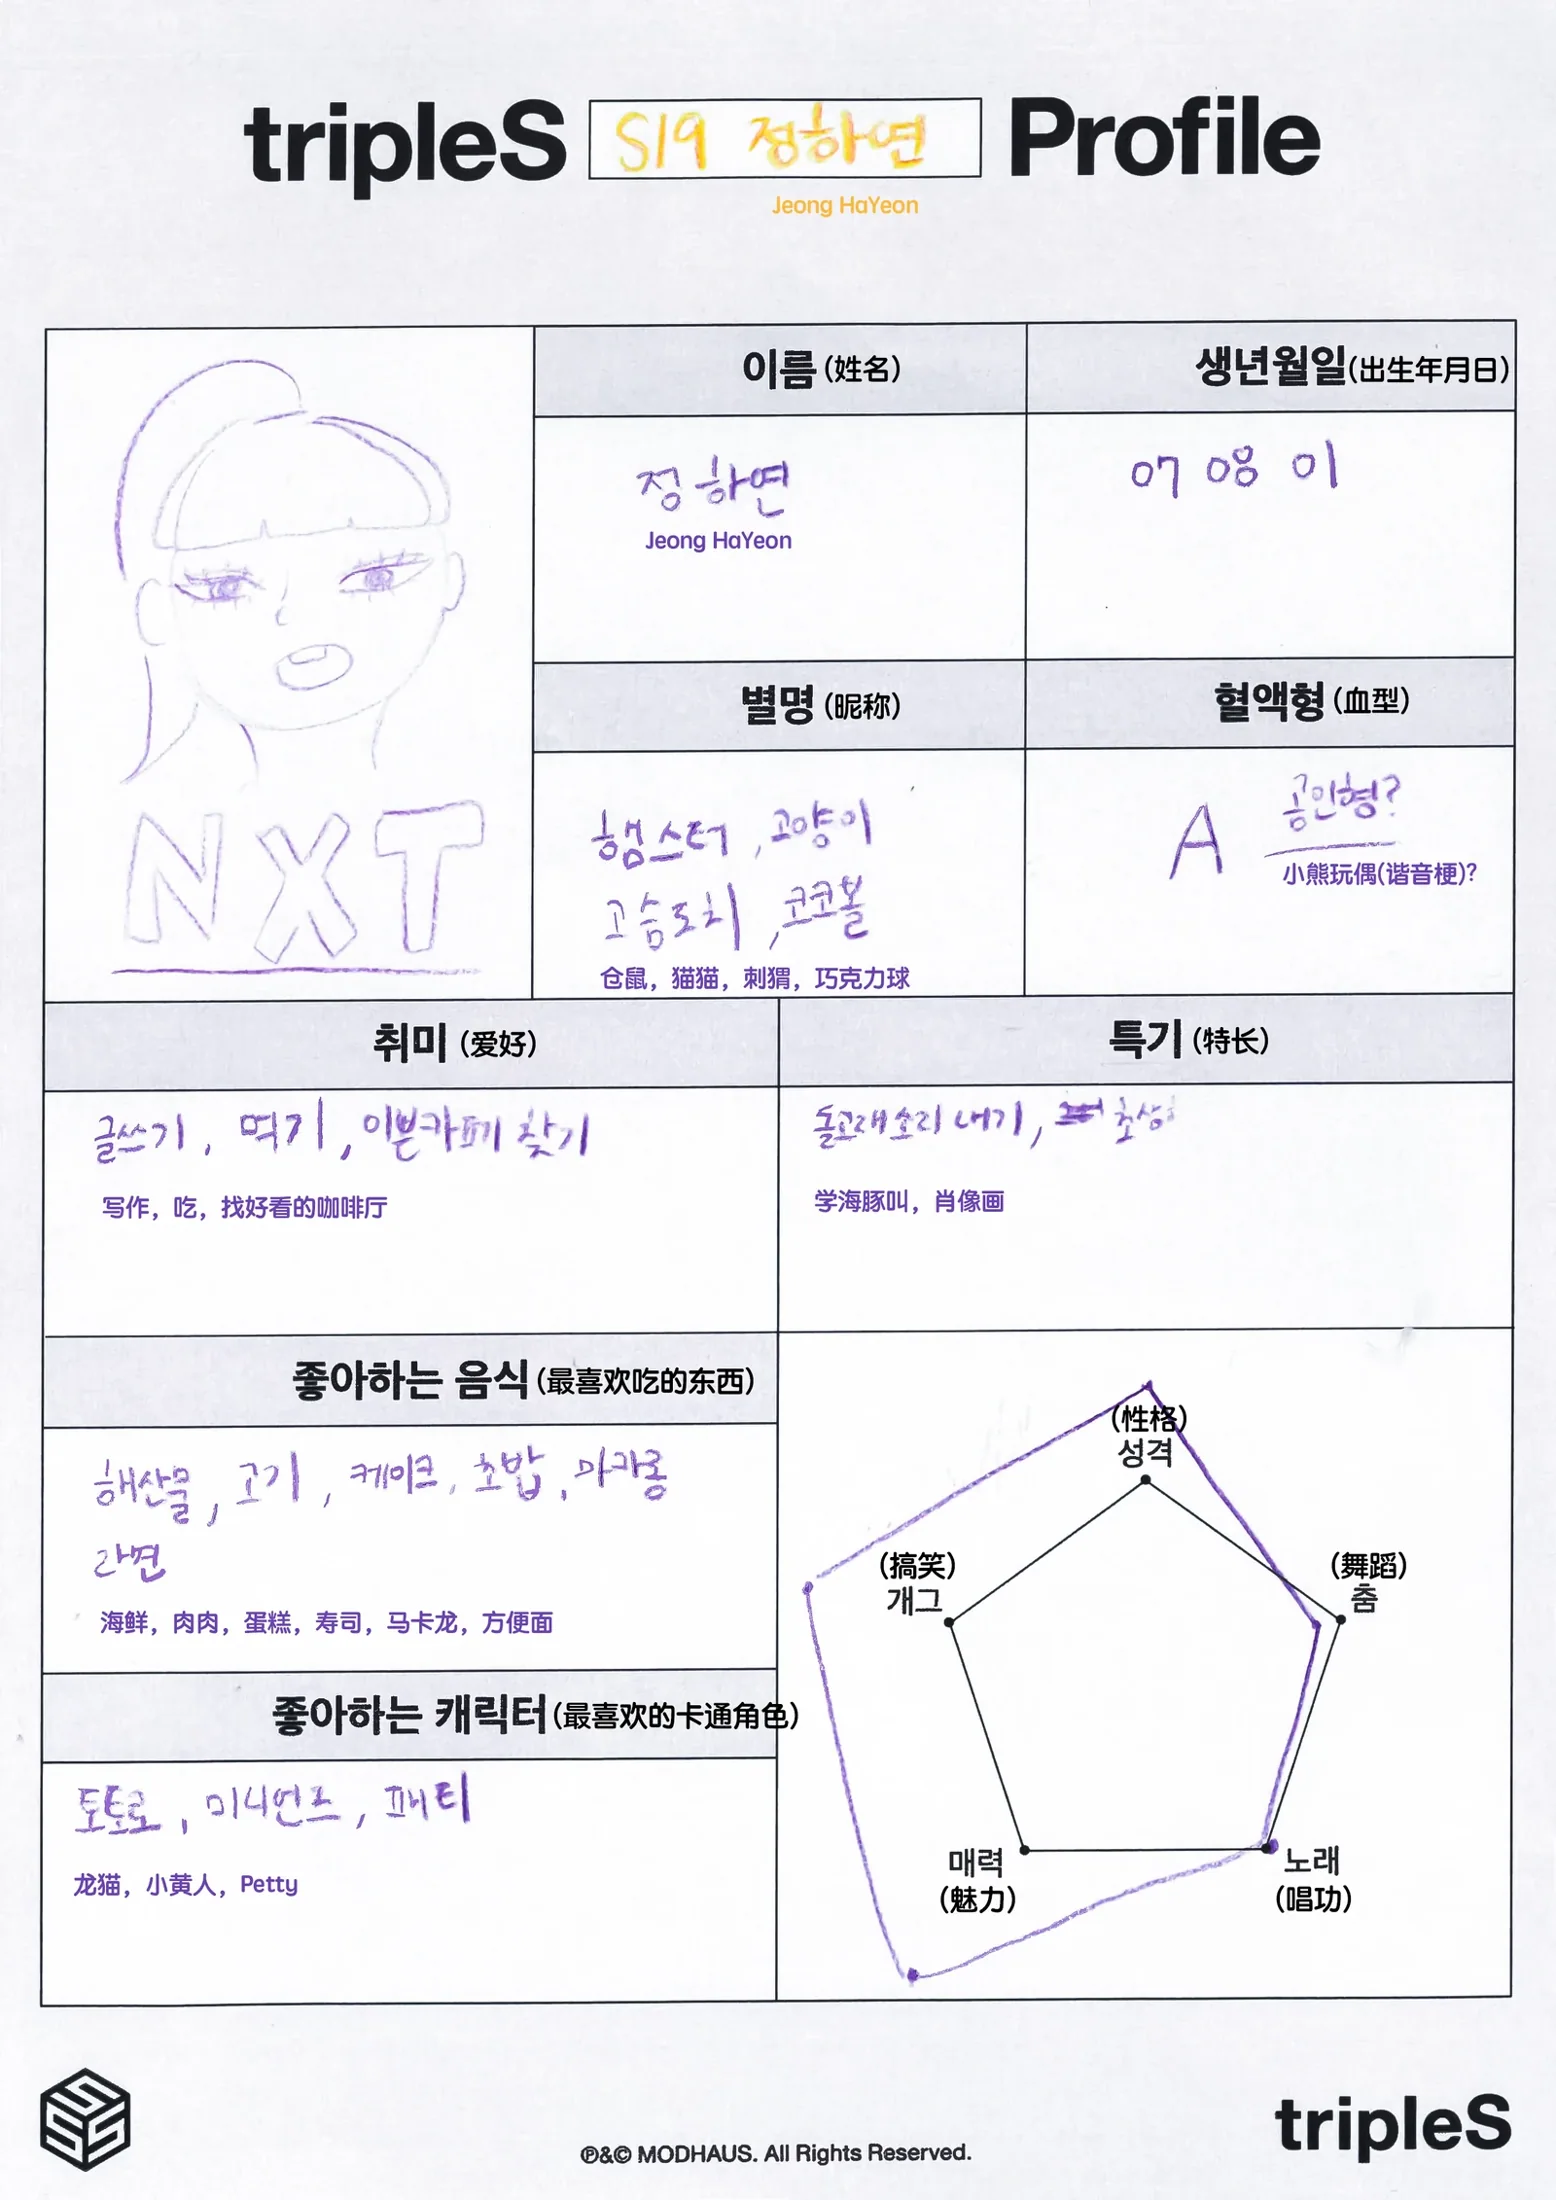 tripleS S19 정하연 Profile
Jeong HaYeon
이름 (姓名)
생년월일(出生年月日)
정하연
Jeong HaYeon
07 08 01
별명 (昵称)
혈액형 (血型)
햄스터, 고양이
고슴도치, 코코볼
仓鼠，猫猫，刺猬，巧克力球
A 곰인형?
小熊玩偶(谐音梗)?
NXT
취미 (爱好)
특기 (特长)
글쓰기, 먹기, 이쁜카페 찾기
写作，吃，找好看的咖啡厅
돌고래소리 내기,
学海豚叫，肖像画
좋아하는 음식 (最喜欢吃的东西)
해산물, 고기, 케이크, 초밥, 마카롱
라면
海鲜，肉肉，蛋糕，寿司，马卡龙，方便面
좋아하는 캐릭터 (最喜欢的卡通角色)
토토로, 미니언즈, 패티
龙猫，小黄人，Petty
(性格)
성격
(搞笑)
개그
(舞蹈)
춤
매력
(魅力)
노래
(唱功)
SSS
℗&© MODHAUS. All Rights Reserved.
tripleS